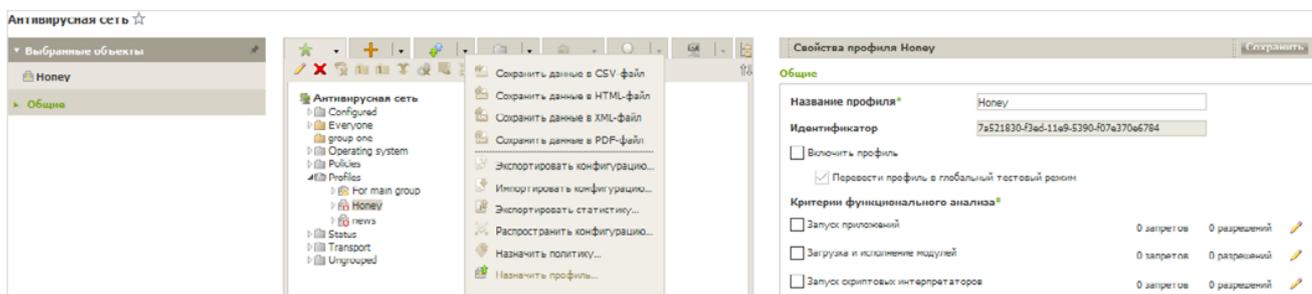 Антивирусная сеть
Выбранные объекты
Honey
Общие
Антивирусная сеть
Configured
Everyone
group one
Operating system
Policies
Profiles
For main group
Honey
news
Status
Transport
Ungrouped
Сохранить данные в CSV-файл
Сохранить данные в HTML-файл
Сохранить данные в XML-файл
Сохранить данные в PDF-файл
Экспортировать конфигурацию...
Импортировать конфигурацию...
Экспортировать статистику...
Распространить конфигурацию...
Назначить политику...
Назначить профиль...
Свойства профиля Honey
Сохранить
Общие
Название профиля* Honey
Идентификатор 7a521830-f3ed-11e9-5390-f07e370e6784
Включить профиль
Перевести профиль в глобальный тестовый режим
Критерии функционального анализа*
Запуск приложений 0 запретов 0 разрешений
Загрузка и исполнение модулей 0 запретов 0 разрешений
Запуск скриптовых интерпретаторов 0 запретов 0 разрешений